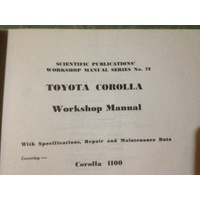 SCIENTIFIC PUBLICATIONS'
WORKSHOP MANUAL SERIES No. 73
TOYOTA COROLLA
Workshop Manual
With Specifications, Repair and Maintenance Data
Covering—
Corolla 1100